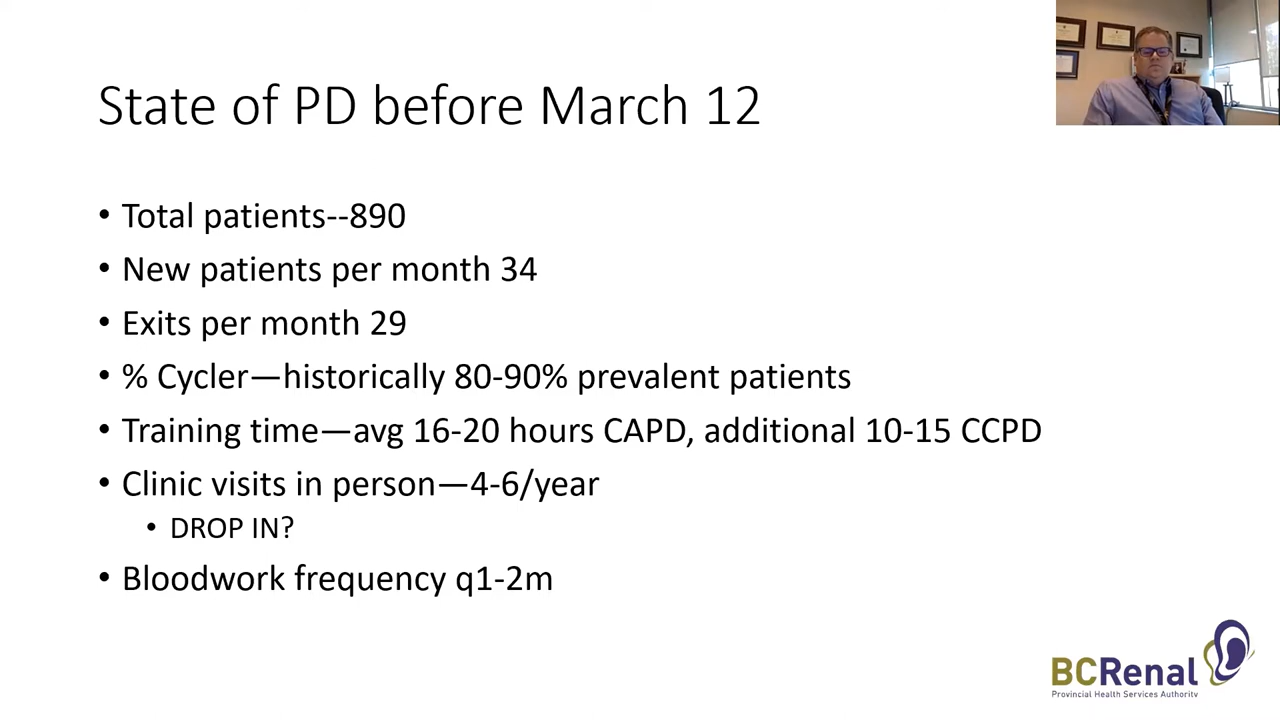 State of PD before March 12
• Total patients--890
• New patients per month 34
• Exits per month 29
• % Cycler—historically 80-90% prevalent patients
• Training time—avg 16-20 hours CAPD, additional 10-15 CCPD
• Clinic visits in person—4-6/year
• DROP IN?
• Bloodwork frequency q1-2m
BCRenal
Provincial Health Services Authority